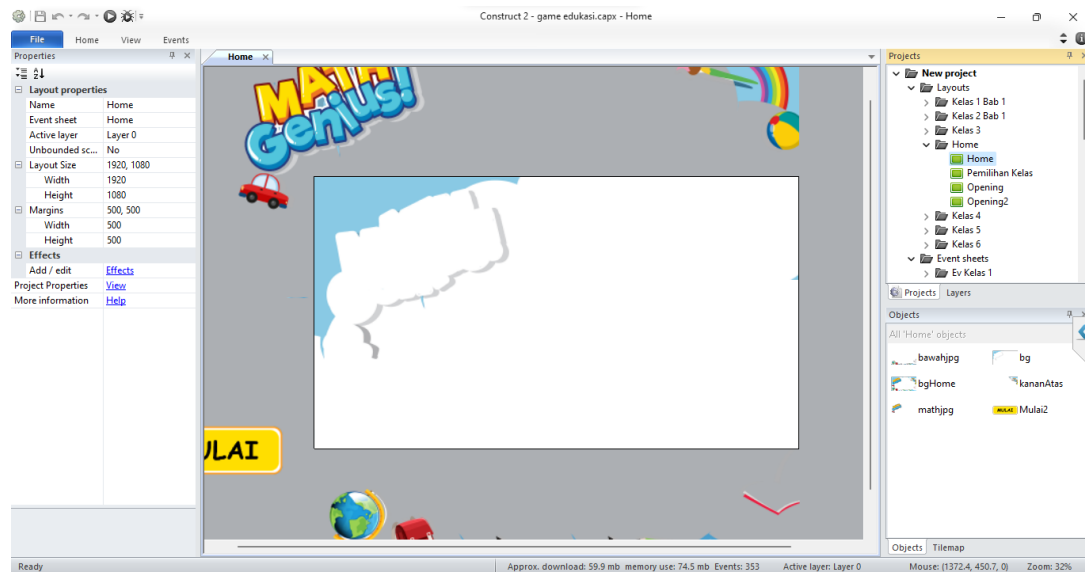 Construct 2 - game edukasi.capx - Home
File Home View Events
Properties
Layout properties
Name Home
Event sheet Home
Active layer Layer 0
Unbounded sc... No
Layout Size 1920, 1080
Width 1920
Height 1080
Margins 500, 500
Width 500
Height 500
Effects
Add / edit Effects
Project Properties View
More information Help
Home
MATH
Genius!
ULAI
Projects
New project
Layouts
Kelas 1 Bab 1
Kelas 2 Bab 1
Kelas 3
Home
Home
Pemilihan Kelas
Opening
Opening2
Kelas 4
Kelas 5
Kelas 6
Event sheets
Ev Kelas 1
Projects Layers
Objects
All 'Home' objects
bawahjpg bg
bgHome kananAtas
mathjpg MULAI Mulai2
Objects Tilemap
Ready Approx. download: 59.9 mb memory use: 74.5 mb Events: 353 Active layer: Layer 0 Mouse: (1372.4, 450.7, 0) Zoom: 32%